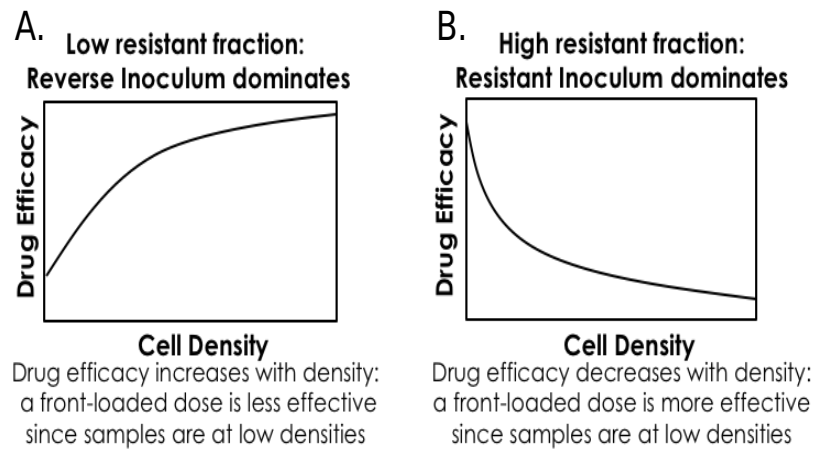 A.
Low resistant fraction:
Reverse Inoculum dominates
Drug Efficacy
Cell Density
Drug efficacy increases with density:
a front-loaded dose is less effective
since samples are at low densities
B.
High resistant fraction:
Resistant Inoculum dominates
Drug Efficacy
Cell Density
Drug efficacy decreases with density:
a front-loaded dose is more effective
since samples are at low densities